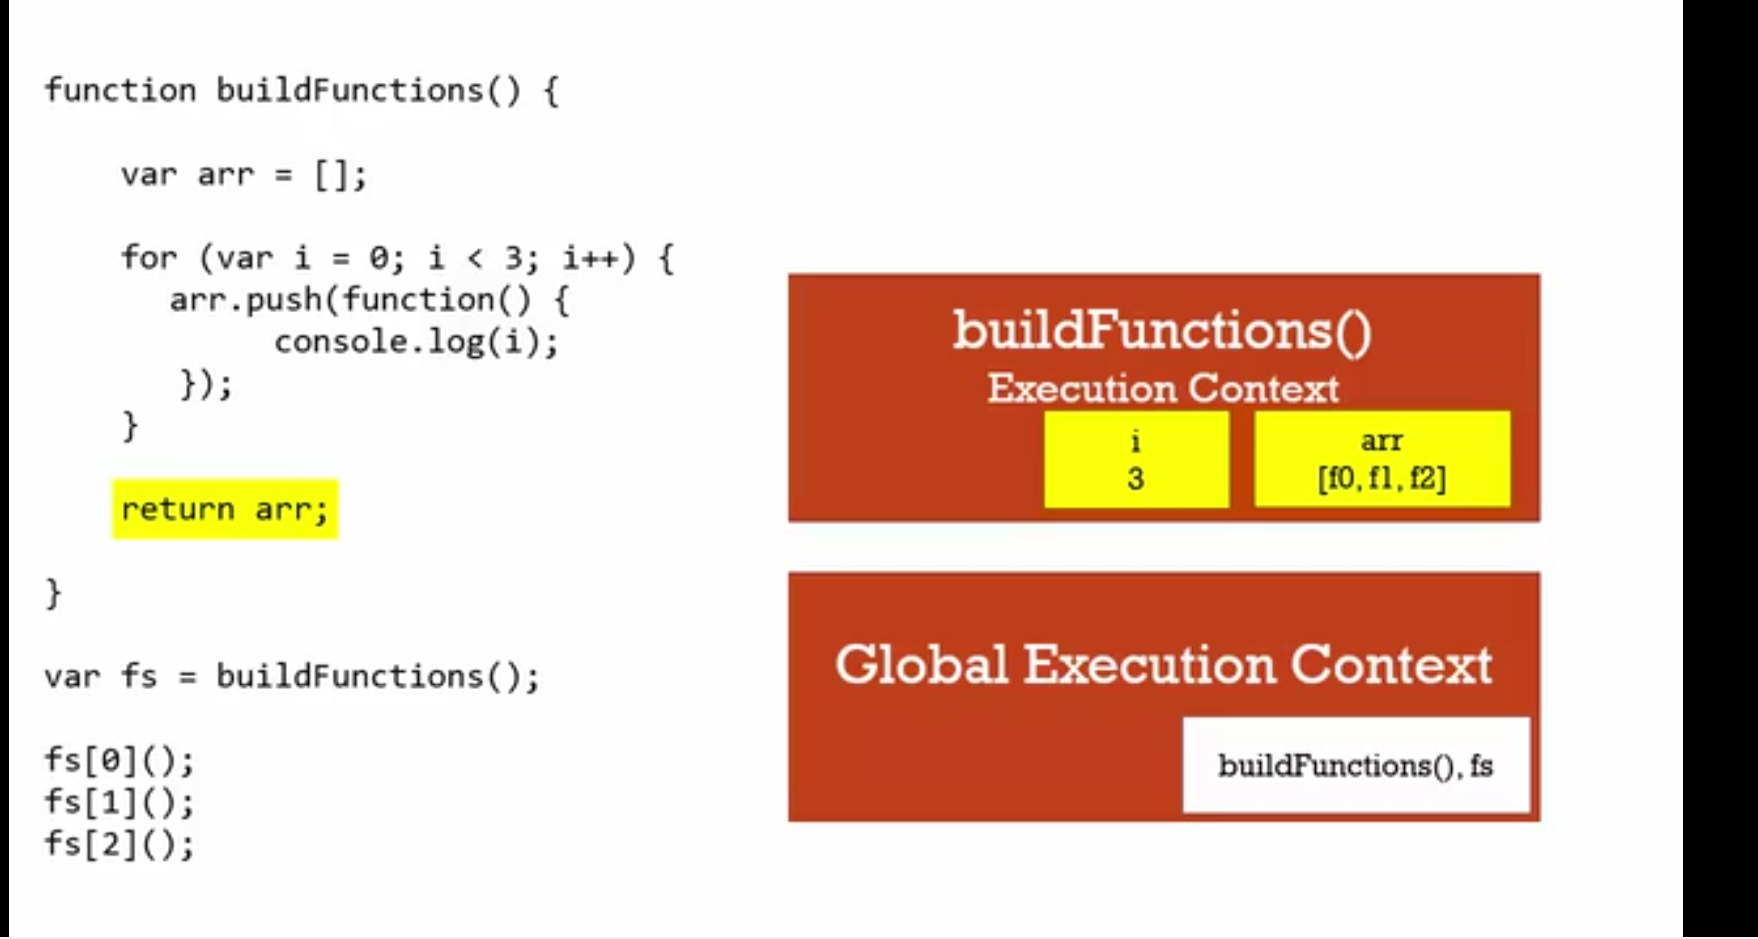 function buildFunctions() {
var arr = [];
for (var i = 0; i < 3; i++) {
arr.push(function() {
console.log(i);
});
}
return arr;
}
var fs = buildFunctions();
fs[0]();
fs[1]();
fs[2]();
buildFunctions()
Execution Context
i
3
arr
[f0, f1, f2]
Global Execution Context
buildFunctions(), fs